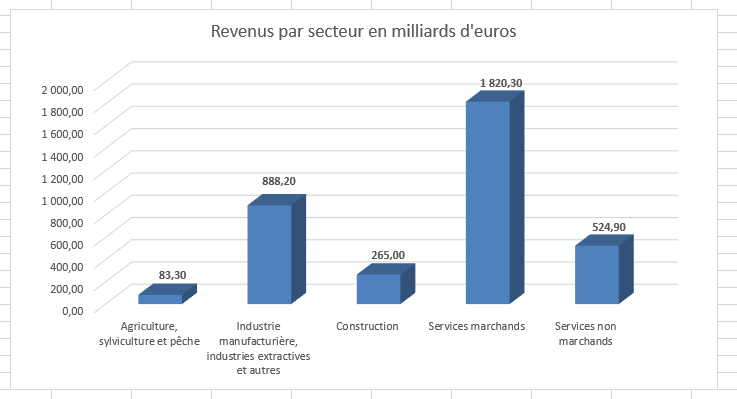 Revenus par secteur en milliards d'euros
2 000,00
1 800,00
1 600,00
1 400,00
1 200,00
1 000,00
800,00
600,00
400,00
200,00
0,00
83,30
888,20
265,00
1 820,30
524,90
Agriculture,
sylviculture et pêche
Industrie
manufacturière,
industries extractives
et autres
Construction
Services marchands
Services non
marchands